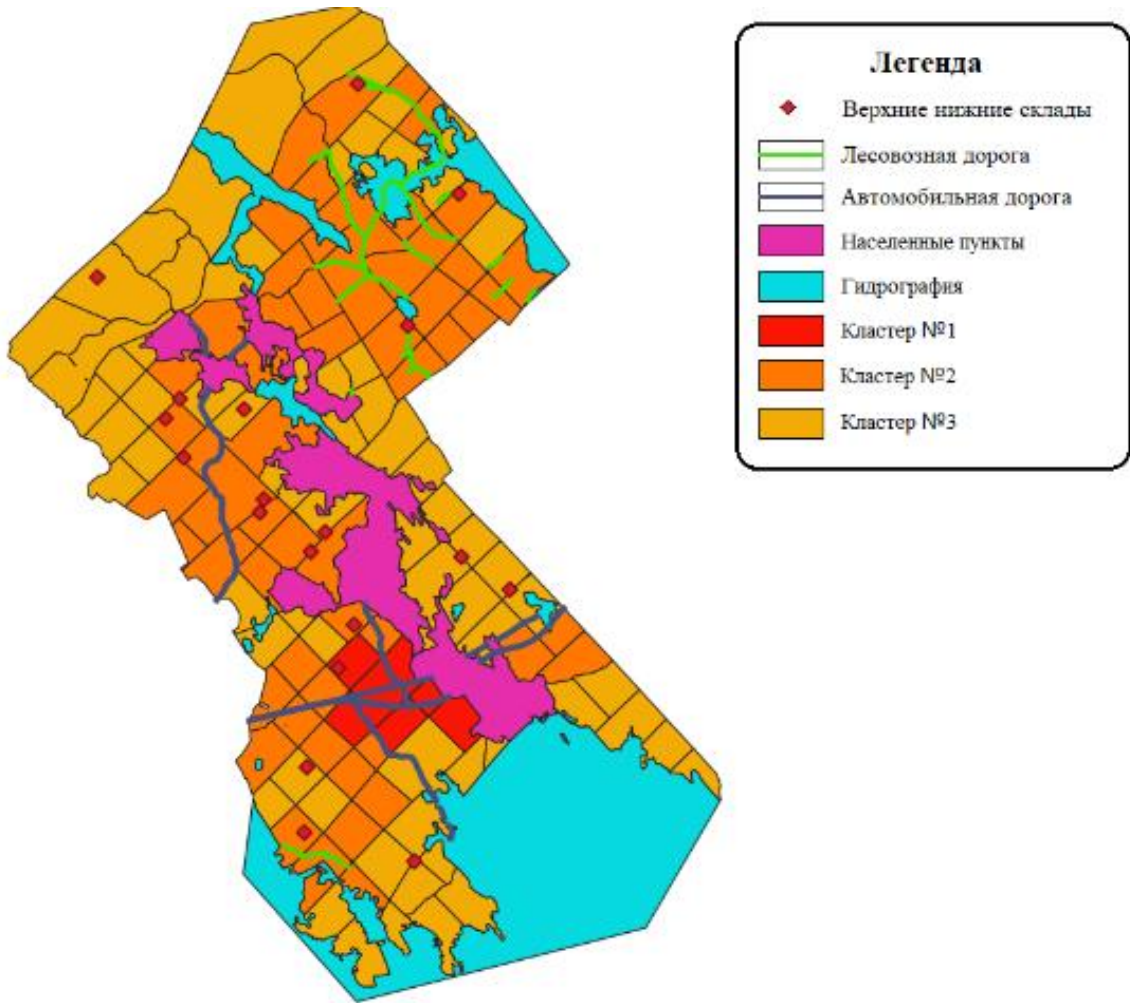 Легенда
Верхние нижние склады
Лесовозная дорога
Автомобильная дорога
Населенные пункты
Гидрография
Кластер №1
Кластер №2
Кластер №3